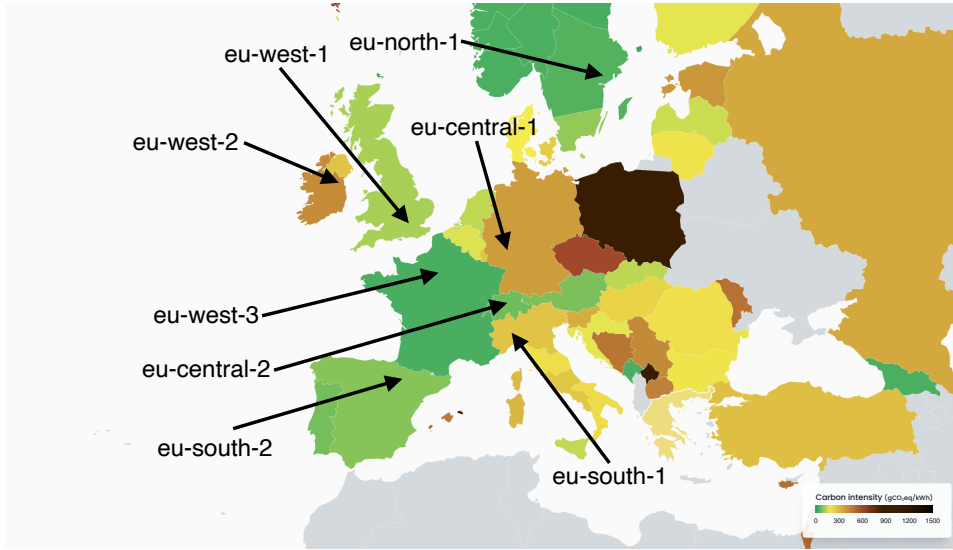 eu-north-1
eu-west-1
eu-central-1
eu-west-2
eu-west-3
eu-central-2
eu-south-2
eu-south-1
Carbon intensity (gCO₂eq/kWh)
0 300 600 900 1200 1500